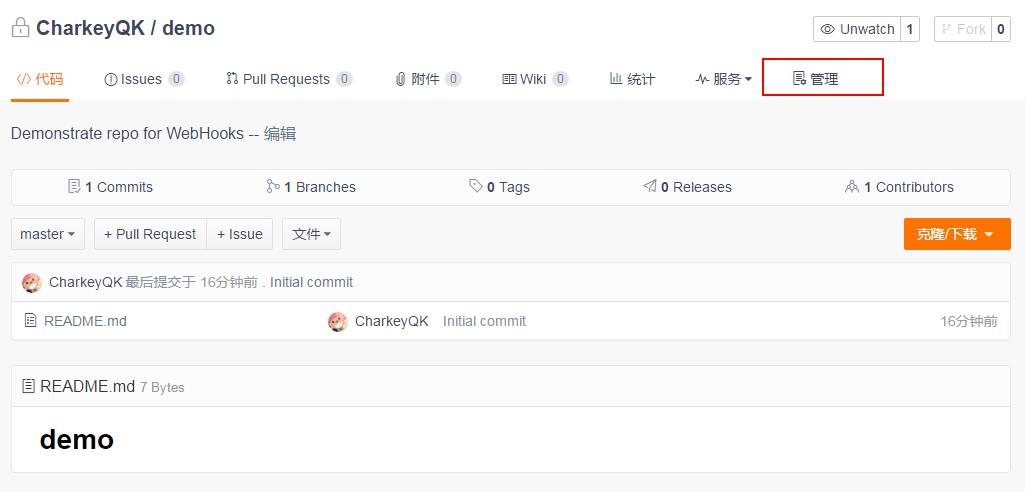 CharkeyQK / demo
Unwatch 1 Fork 0
代码 Issues 0 Pull Requests 0 附件 0 Wiki 0 统计 服务 管理
Demonstrate repo for WebHooks -- 编辑
1 Commits 1 Branches 0 Tags 0 Releases 1 Contributors
master + Pull Request + Issue 文件 克隆/下载
CharkeyQK 最后提交于 16分钟前 . Initial commit
README.md CharkeyQK Initial commit 16分钟前
README.md 7 Bytes
demo